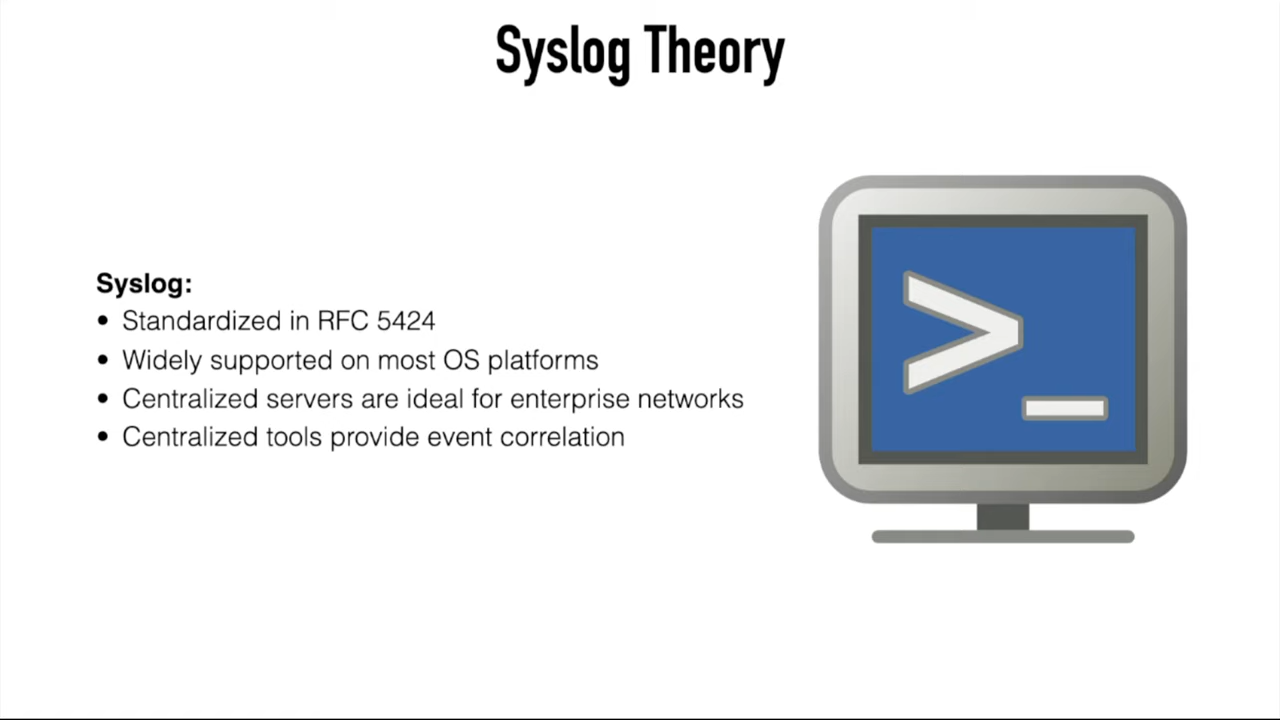 Syslog Theory
Syslog:
• Standardized in RFC 5424
• Widely supported on most OS platforms
• Centralized servers are ideal for enterprise networks
• Centralized tools provide event correlation
>_